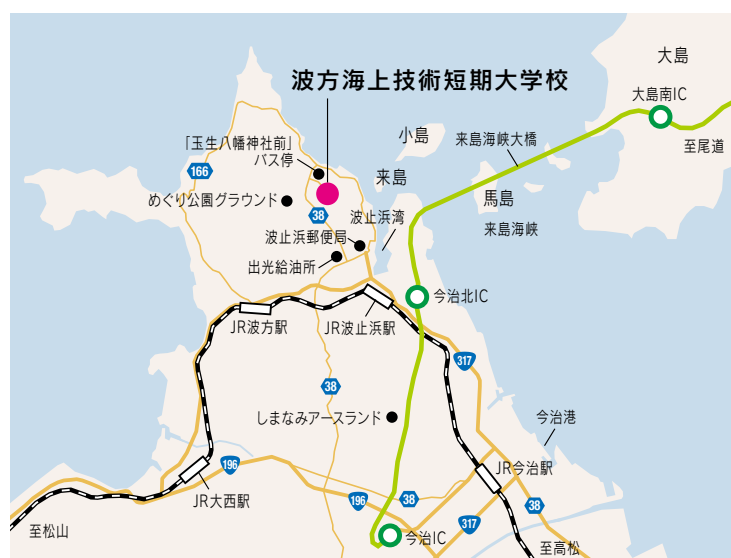 大島
波方海上技術短期大学校
大島南IC
小島
来島海峡大橋
至尾道
「玉生八幡神社前」
バス停
166
来島
馬島
めぐり公園グラウンド
38
波止浜湾
来島海峡
波止浜郵便局
出光給油所
今治北IC
JR波方駅
JR波止浜駅
317
38
しまなみアースランド
今治港
196
JR今治駅
JR大西駅
196
38
38
317
至松山
今治IC
至高松